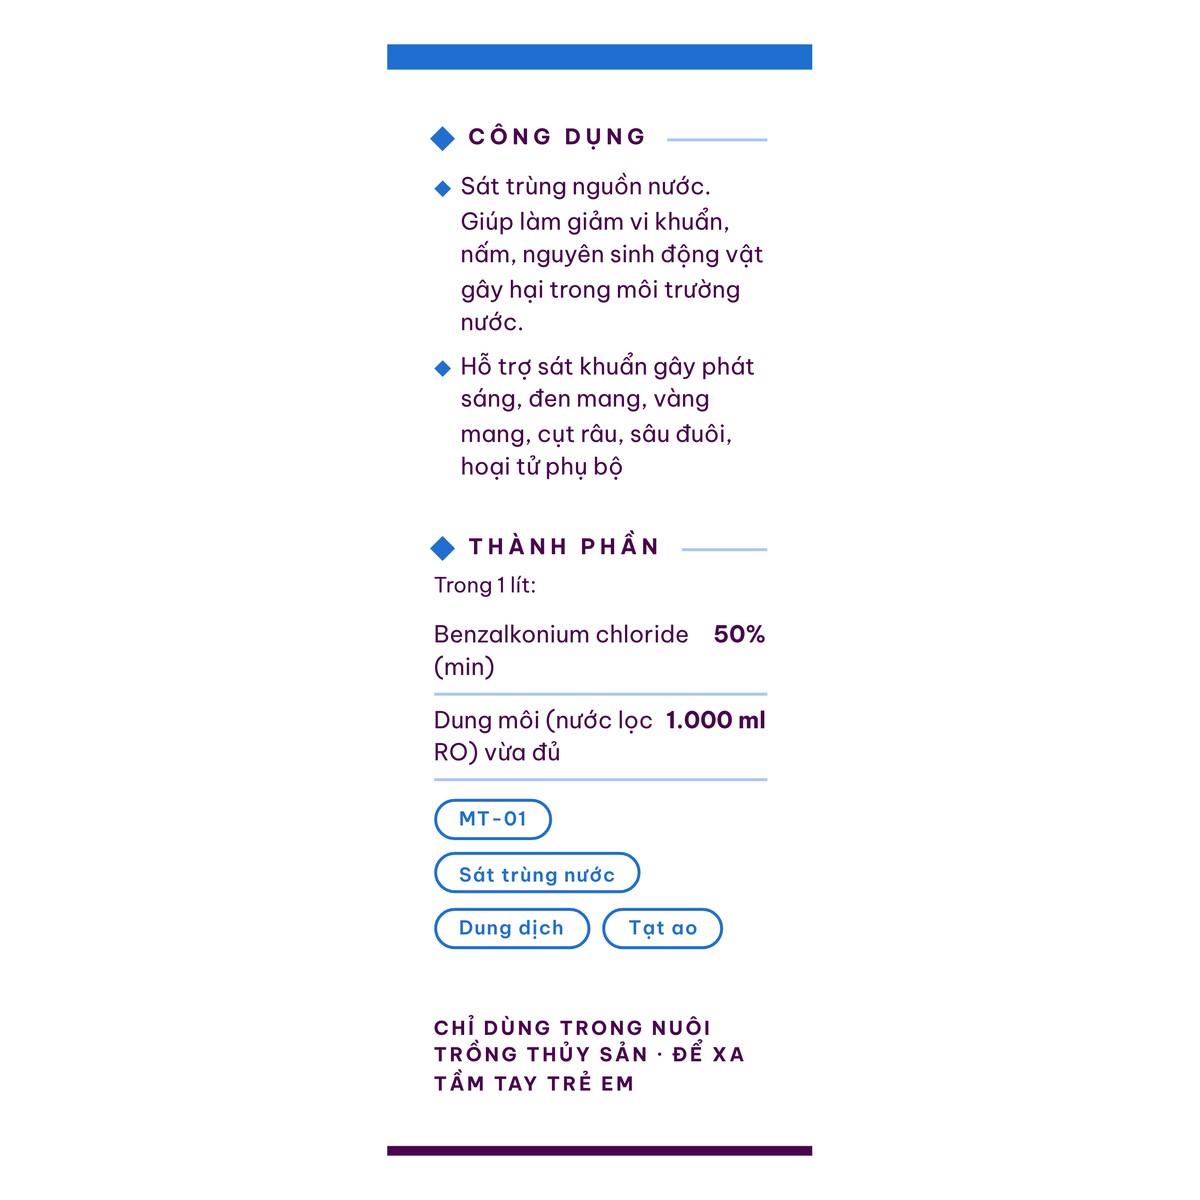 CÔNG DỤNG
Sát trùng nguồn nước.
Giúp làm giảm vi khuẩn,
nấm, nguyên sinh động vật
gây hại trong môi trường
nước.
Hỗ trợ sát khuẩn gây phát
sáng, đen mang, vàng
mang, cụt râu, sâu đuôi,
hoại tử phụ bộ
THÀNH PHẦN
Trong 1 lít:
Benzalkonium chloride 50%
(min)
Dung môi (nước lọc 1.000 ml
RO) vừa đủ
MT-01
Sát trùng nước
Dung dịch Tạt ao
CHỈ DÙNG TRONG NUÔI
TRỒNG THỦY SẢN · ĐỂ XA
TẦM TAY TRẺ EM